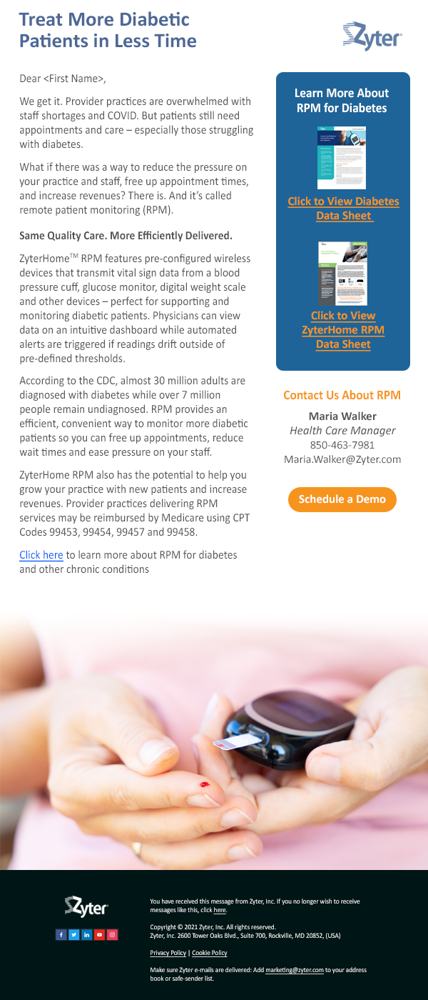 Treat More Diabetic
Patients in Less Time
Zyter®
Dear <First Name>,
We get it. Provider practices are overwhelmed with
staff shortages and COVID. But patients still need
appointments and care – especially those struggling
with diabetes.
What if there was a way to reduce the pressure on
your practice and staff, free up appointment times,
and increase revenues? There is. And it’s called
remote patient monitoring (RPM).
Same Quality Care. More Efficiently Delivered.
ZyterHome™ RPM features pre-configured wireless
devices that transmit vital sign data from a blood
pressure cuff, glucose monitor, digital weight scale
and other devices – perfect for supporting and
monitoring diabetic patients. Physicians can view
data on an intuitive dashboard while automated
alerts are triggered if readings drift outside of
pre-defined thresholds.
According to the CDC, almost 30 million adults are
diagnosed with diabetes while over 7 million
people remain undiagnosed. RPM provides an
efficient, convenient way to monitor more diabetic
patients so you can free up appointments, reduce
wait times and ease pressure on your staff.
ZyterHome RPM also has the potential to help you
grow your practice with new patients and increase
revenues. Provider practices delivering RPM
services may be reimbursed by Medicare using CPT
Codes 99453, 99454, 99457 and 99458.
Click here to learn more about RPM for diabetes
and other chronic conditions
Learn More About
RPM for Diabetes
Click to View Diabetes
Data Sheet
Click to View
ZyterHome RPM
Data Sheet
Contact Us About RPM
Maria Walker
Health Care Manager
850-463-7981
Maria.Walker@Zyter.com
Schedule a Demo
Zyter
You have received this message from Zyter, Inc. If you no longer wish to receive
messages like this, click here.
Copyright © 2021 Zyter, Inc. All rights reserved.
Zyter, Inc. 2600 Tower Oaks Blvd., Suite 700, Rockville, MD 20852, (USA)
Privacy Policy | Cookie Policy
Make sure Zyter e-mails are delivered: Add marketing@zyter.com to your address
book or safe-sender list.